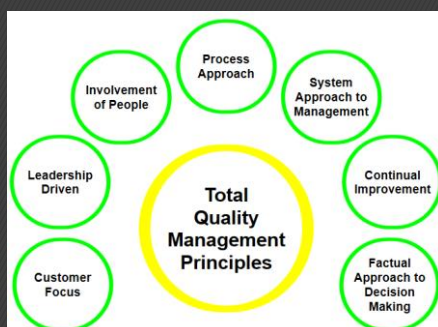 Process
Approach
Involvement
of People
System
Approach to
Management
Leadership
Driven
Continual
Improvement
Total
Quality
Management
Principles
Customer
Focus
Factual
Approach to
Decision
Making